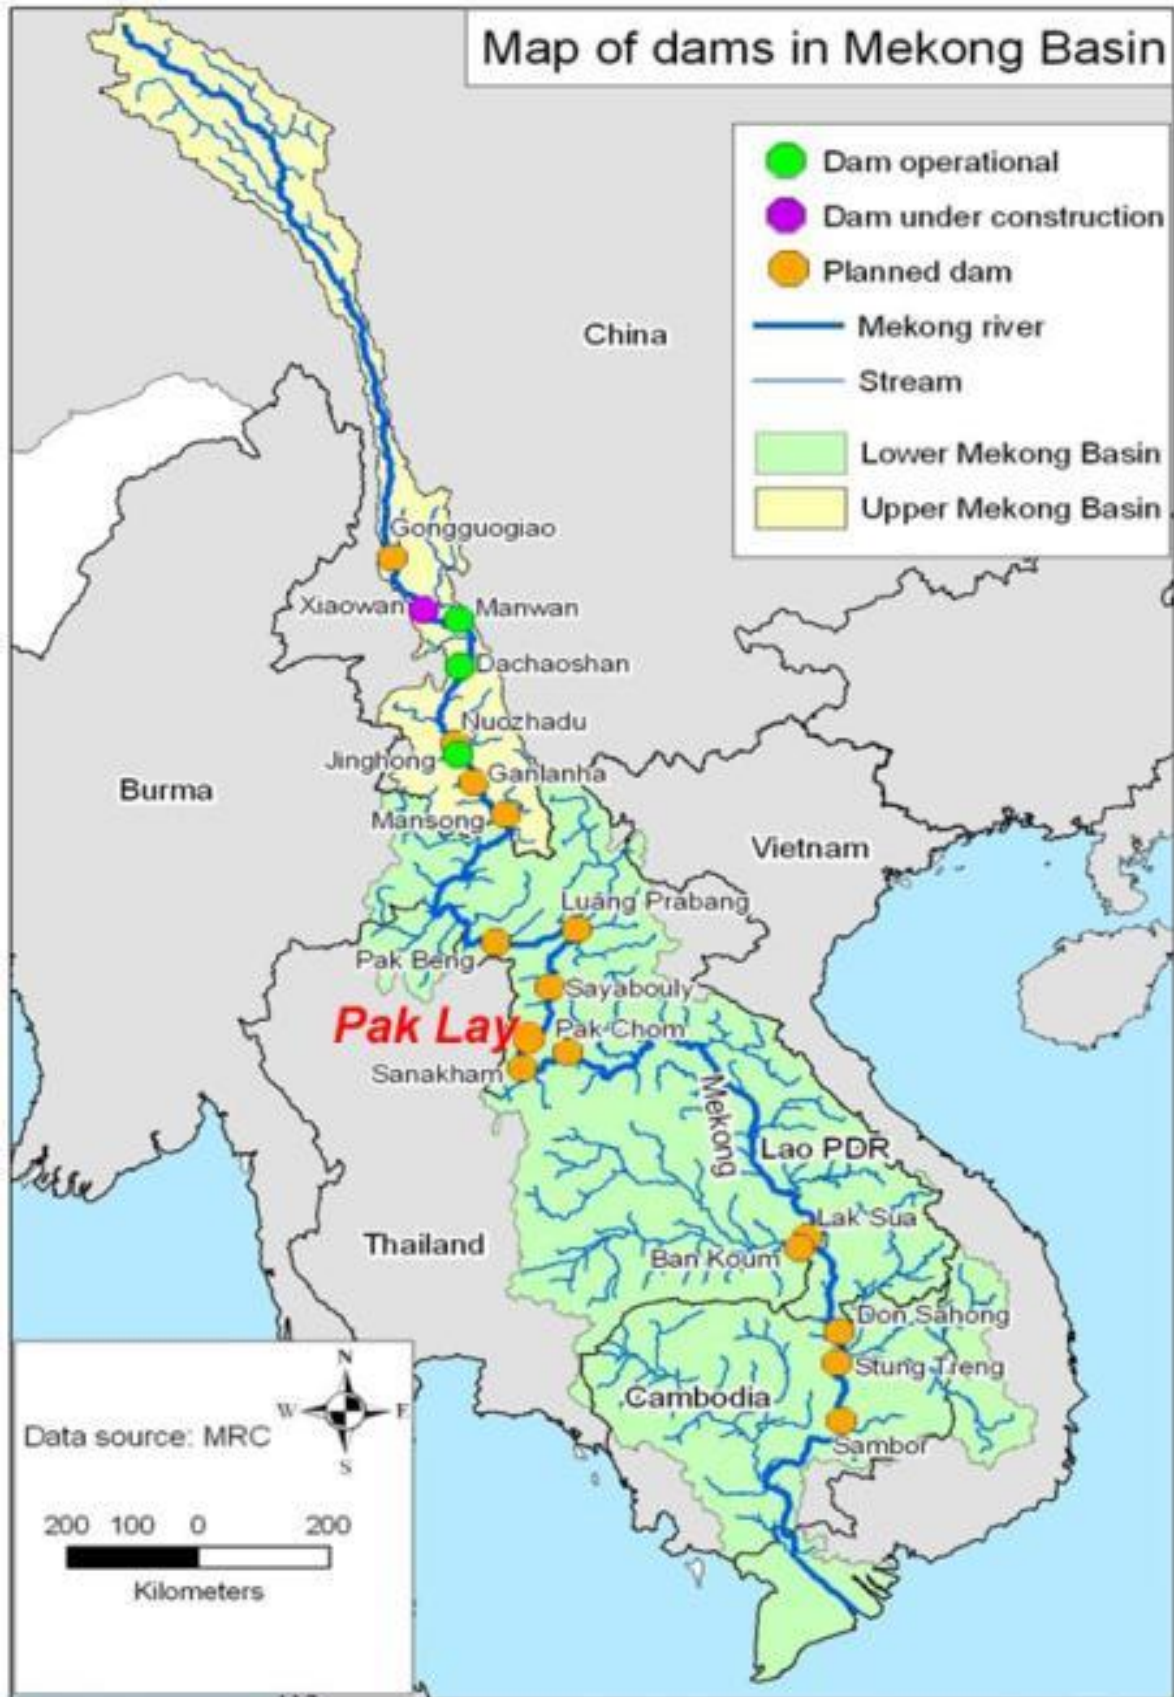 Map of dams in Mekong Basin
Dam operational
Dam under construction
Planned dam
Mekong river
Stream
Lower Mekong Basin
Upper Mekong Basin
China
Gongguogiao
Xiaowan
Manwan
Dachaoshan
Nuozhadu
Jinghong
Ganlanha
Burma
Mansong
Vietnam
Luang Prabang
Pak Beng
Sayabouly
Pak Lay
Pak Chom
Sanakham
Mekong
Lao PDR
Lak Sua
Thailand
Ban Koum
Don Sahong
Stung Treng
Cambodia
Sambor
N
W
E
S
Data source: MRC
200 100 0 200
Kilometers